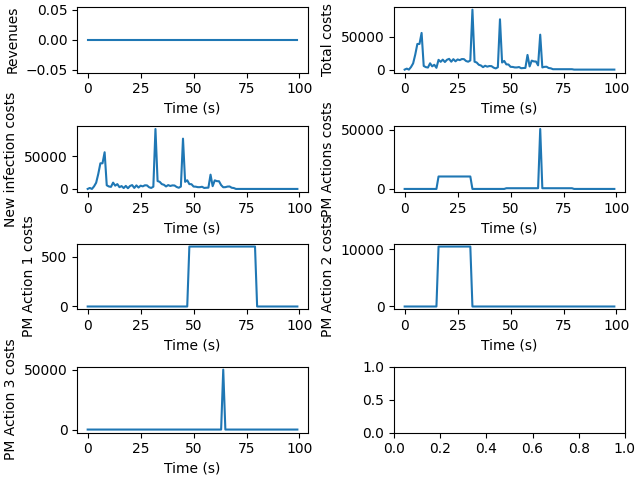 Revenues
0.05
0.00
−0.05
0 25 50 75 100
Time (s)
Total costs
50000
0
0 25 50 75 100
Time (s)
New infection costs
50000
0
0 25 50 75 100
Time (s)
PM Actions costs
50000
0
0 25 50 75 100
Time (s)
PM Action 1 costs
500
0
0 25 50 75 100
Time (s)
PM Action 2 costs
10000
0
0 25 50 75 100
Time (s)
PM Action 3 costs
50000
0
0 25 50 75 100
Time (s)
1.0
0.5
0.0
0.0 0.2 0.4 0.6 0.8 1.0